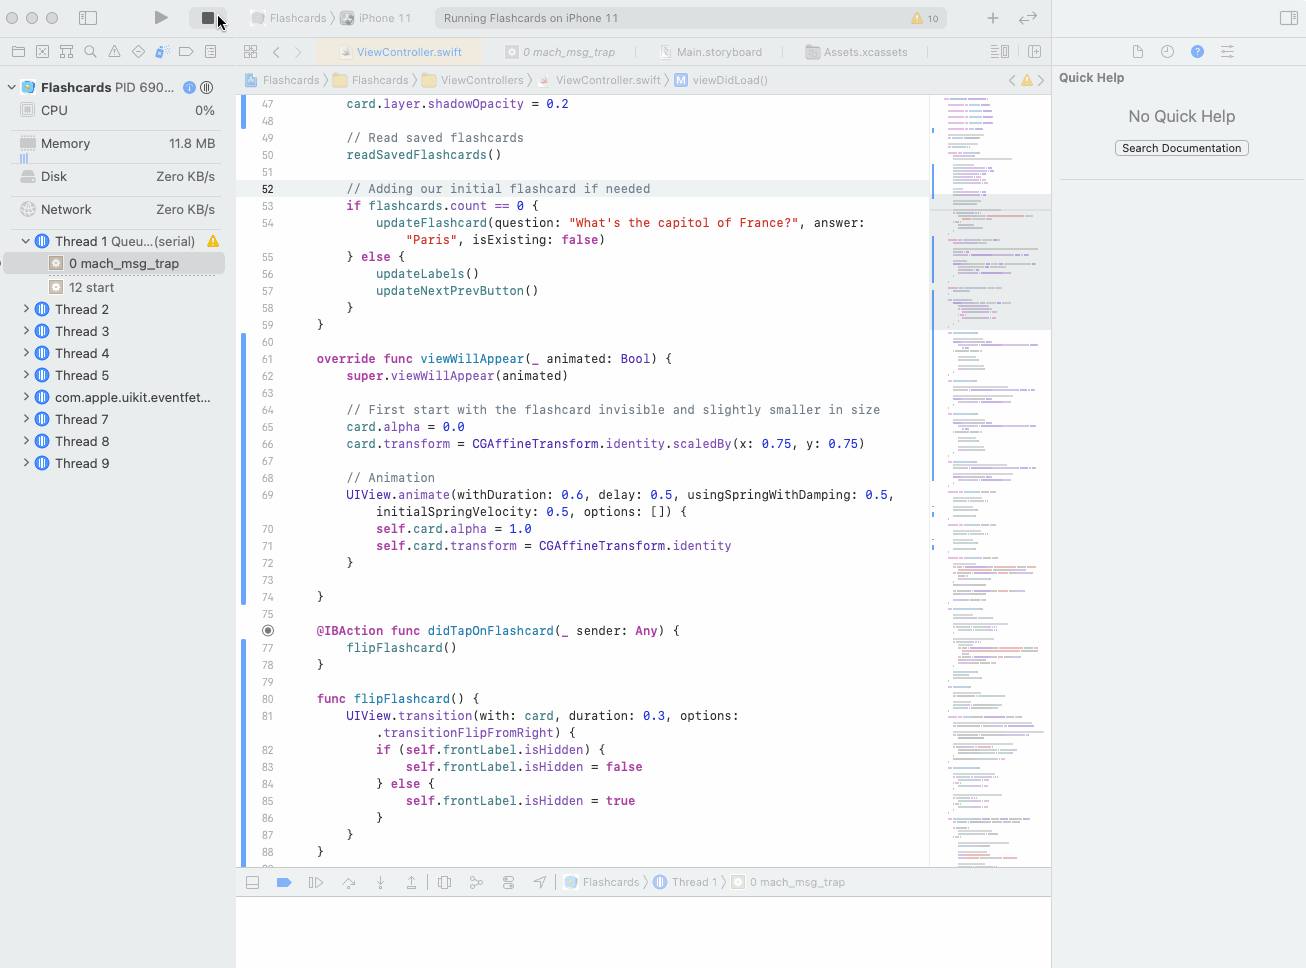 Flashcards
iPhone 11
Running Flashcards on iPhone 11
10
ViewController.swift
0 mach_msg_trap
Main.storyboard
Assets.xcassets
Flashcards PID 690...
CPU 0%
Memory 11.8 MB
Disk Zero KB/s
Network Zero KB/s
Thread 1 Queu...(serial)
0 mach_msg_trap
12 start
Thread 2
Thread 3
Thread 4
Thread 5
com.apple.uikit.eventfet...
Thread 7
Thread 8
Thread 9
Flashcards
Flashcards
ViewControllers
ViewController.swift
M viewDidLoad()
47 card.layer.shadowOpacity = 0.2
48
49 // Read saved flashcards
50 readSavedFlashcards()
51
52 // Adding our initial flashcard if needed
53 if flashcards.count == 0 {
54 updateFlashcard(question: "What's the capitol of France?", answer:
"Paris", isExisting: false)
55 } else {
56 updateLabels()
57 updateNextPrevButton()
58 }
59 }
60
61 override func viewWillAppear(_ animated: Bool) {
62 super.viewWillAppear(animated)
63
64 // First start with the flashcard invisible and slightly smaller in size
65 card.alpha = 0.0
66 card.transform = CGAffineTransform.identity.scaledBy(x: 0.75, y: 0.75)
67
68 // Animation
69 UIView.animate(withDuration: 0.6, delay: 0.5, usingSpringWithDamping: 0.5,
initialSpringVelocity: 0.5, options: []) {
70 self.card.alpha = 1.0
71 self.card.transform = CGAffineTransform.identity
72 }
73
74 }
75
@IBAction func didTapOnFlashcard(_ sender: Any) {
77 flipFlashcard()
78 }
79
80 func flipFlashcard() {
81 UIView.transition(with: card, duration: 0.3, options:
.transitionFlipFromRight) {
82 if (self.frontLabel.isHidden) {
83 self.frontLabel.isHidden = false
84 } else {
85 self.frontLabel.isHidden = true
86 }
87 }
88 }
Flashcards
Thread 1
0 mach_msg_trap
Quick Help
No Quick Help
Search Documentation